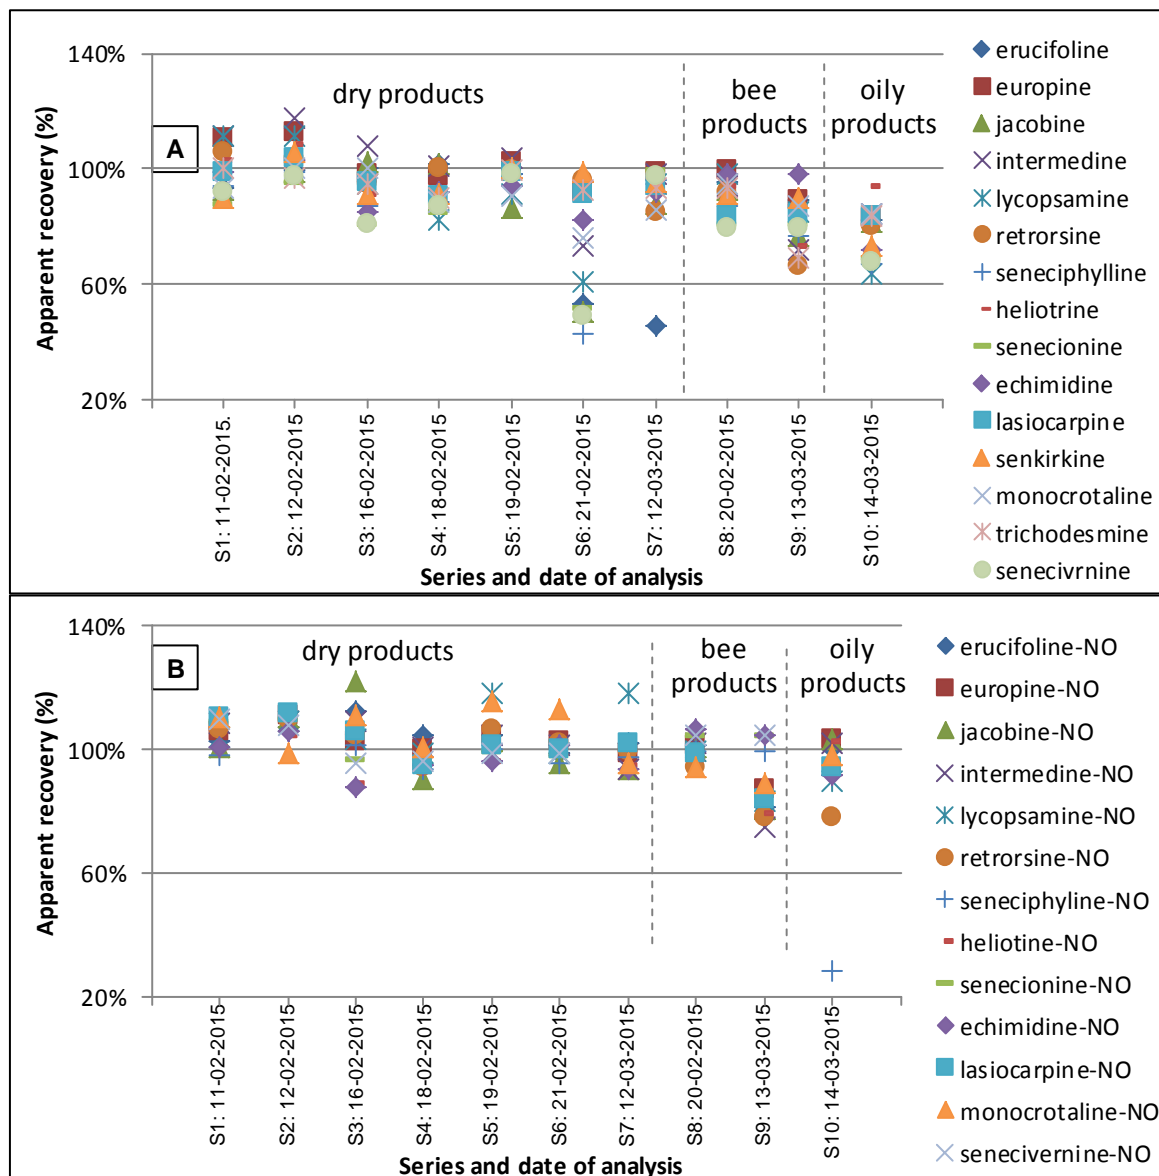 140%
100%
60%
20%
Apparent recovery (%)
A
dry products
bee
products
oily
products
S1: 11-02-2015.
S2: 12-02-2015
S3: 16-02-2015
S4: 18-02-2015
S5: 19-02-2015
S6: 21-02-2015
S7: 12-03-2015
S8: 20-02-2015
S9: 13-03-2015
S10: 14-03-2015
Series and date of analysis
erucifoline
europine
jacobine
intermedine
lycopsamine
retrorsine
seneciphylline
heliotrine
senecionine
echimidine
lasiocarpine
senkirkine
monocrotaline
trichodesmine
senecivrnine
140%
100%
60%
20%
Apparent recovery (%)
B
dry products
bee
products
oily
products
S1: 11-02-2015
S2: 12-02-2015
S3: 16-02-2015
S4: 18-02-2015
S5: 19-02-2015
S6: 21-02-2015
S7: 12-03-2015
S8: 20-02-2015
S9: 13-03-2015
S10: 14-03-2015
Series and date of analysis
erucifoline-NO
europine-NO
jacobine-NO
intermedine-NO
lycopsamine-NO
retrorsine-NO
seneciphyline-NO
heliotine-NO
senecionine-NO
echimidine-NO
lasiocarpine-NO
monocrotaline-NO
senecivernine-NO